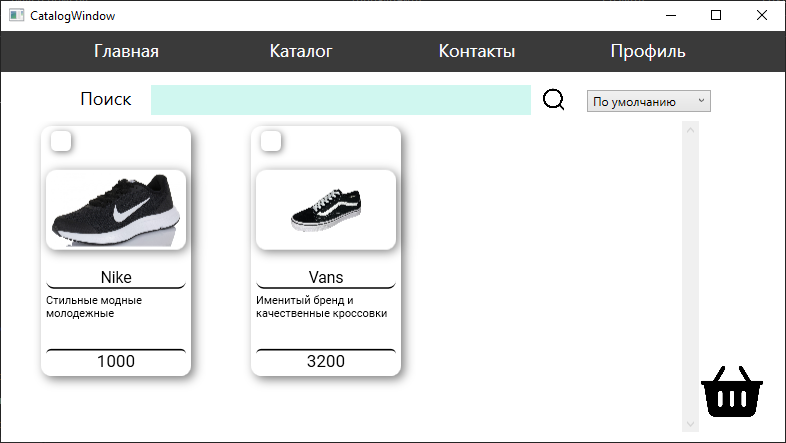 CatalogWindow
Главная Каталог Контакты Профиль
Поиск По умолчанию
Nike
Стильные модные
молодежные
1000
Vans
Именитый бренд и
качественные кроссовки
3200